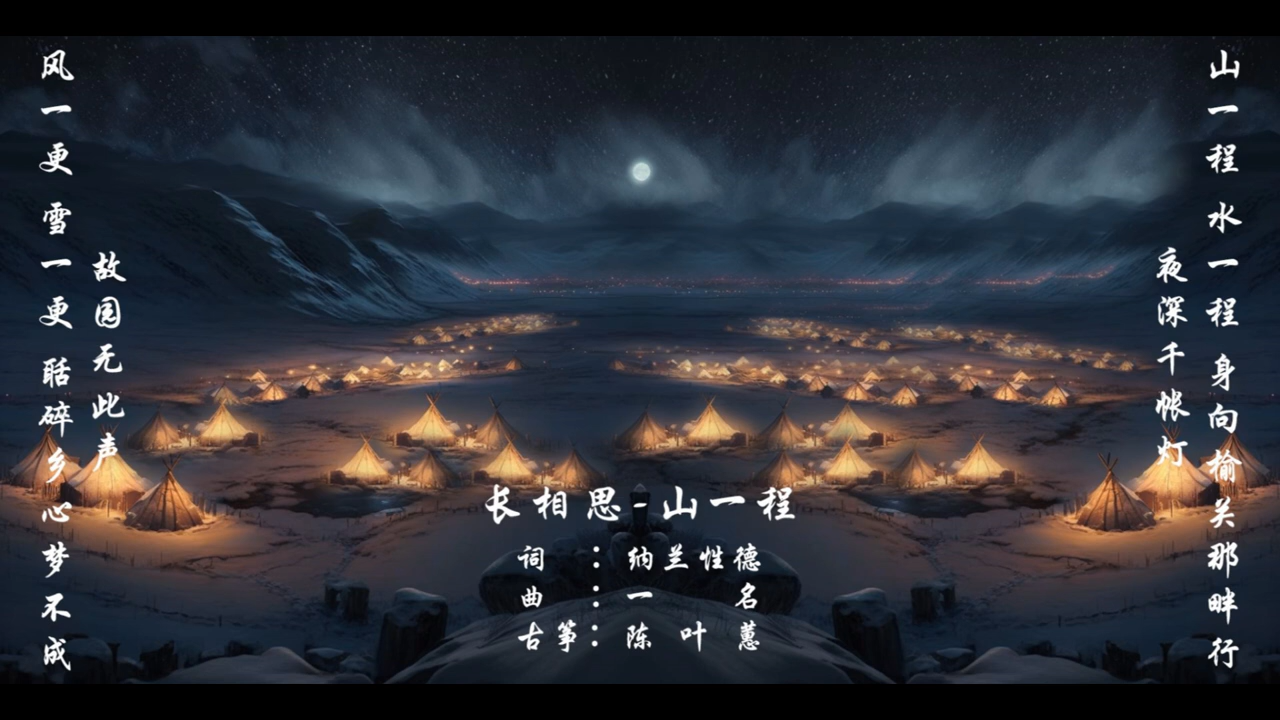 山一程 水一程 身向榆关那畔行
夜深千帐灯
风一更 雪一更 聒碎乡心梦不成
故园无此声
长相思-山一程
词：纳兰性德
曲：一名
古筝：陈叶蕙